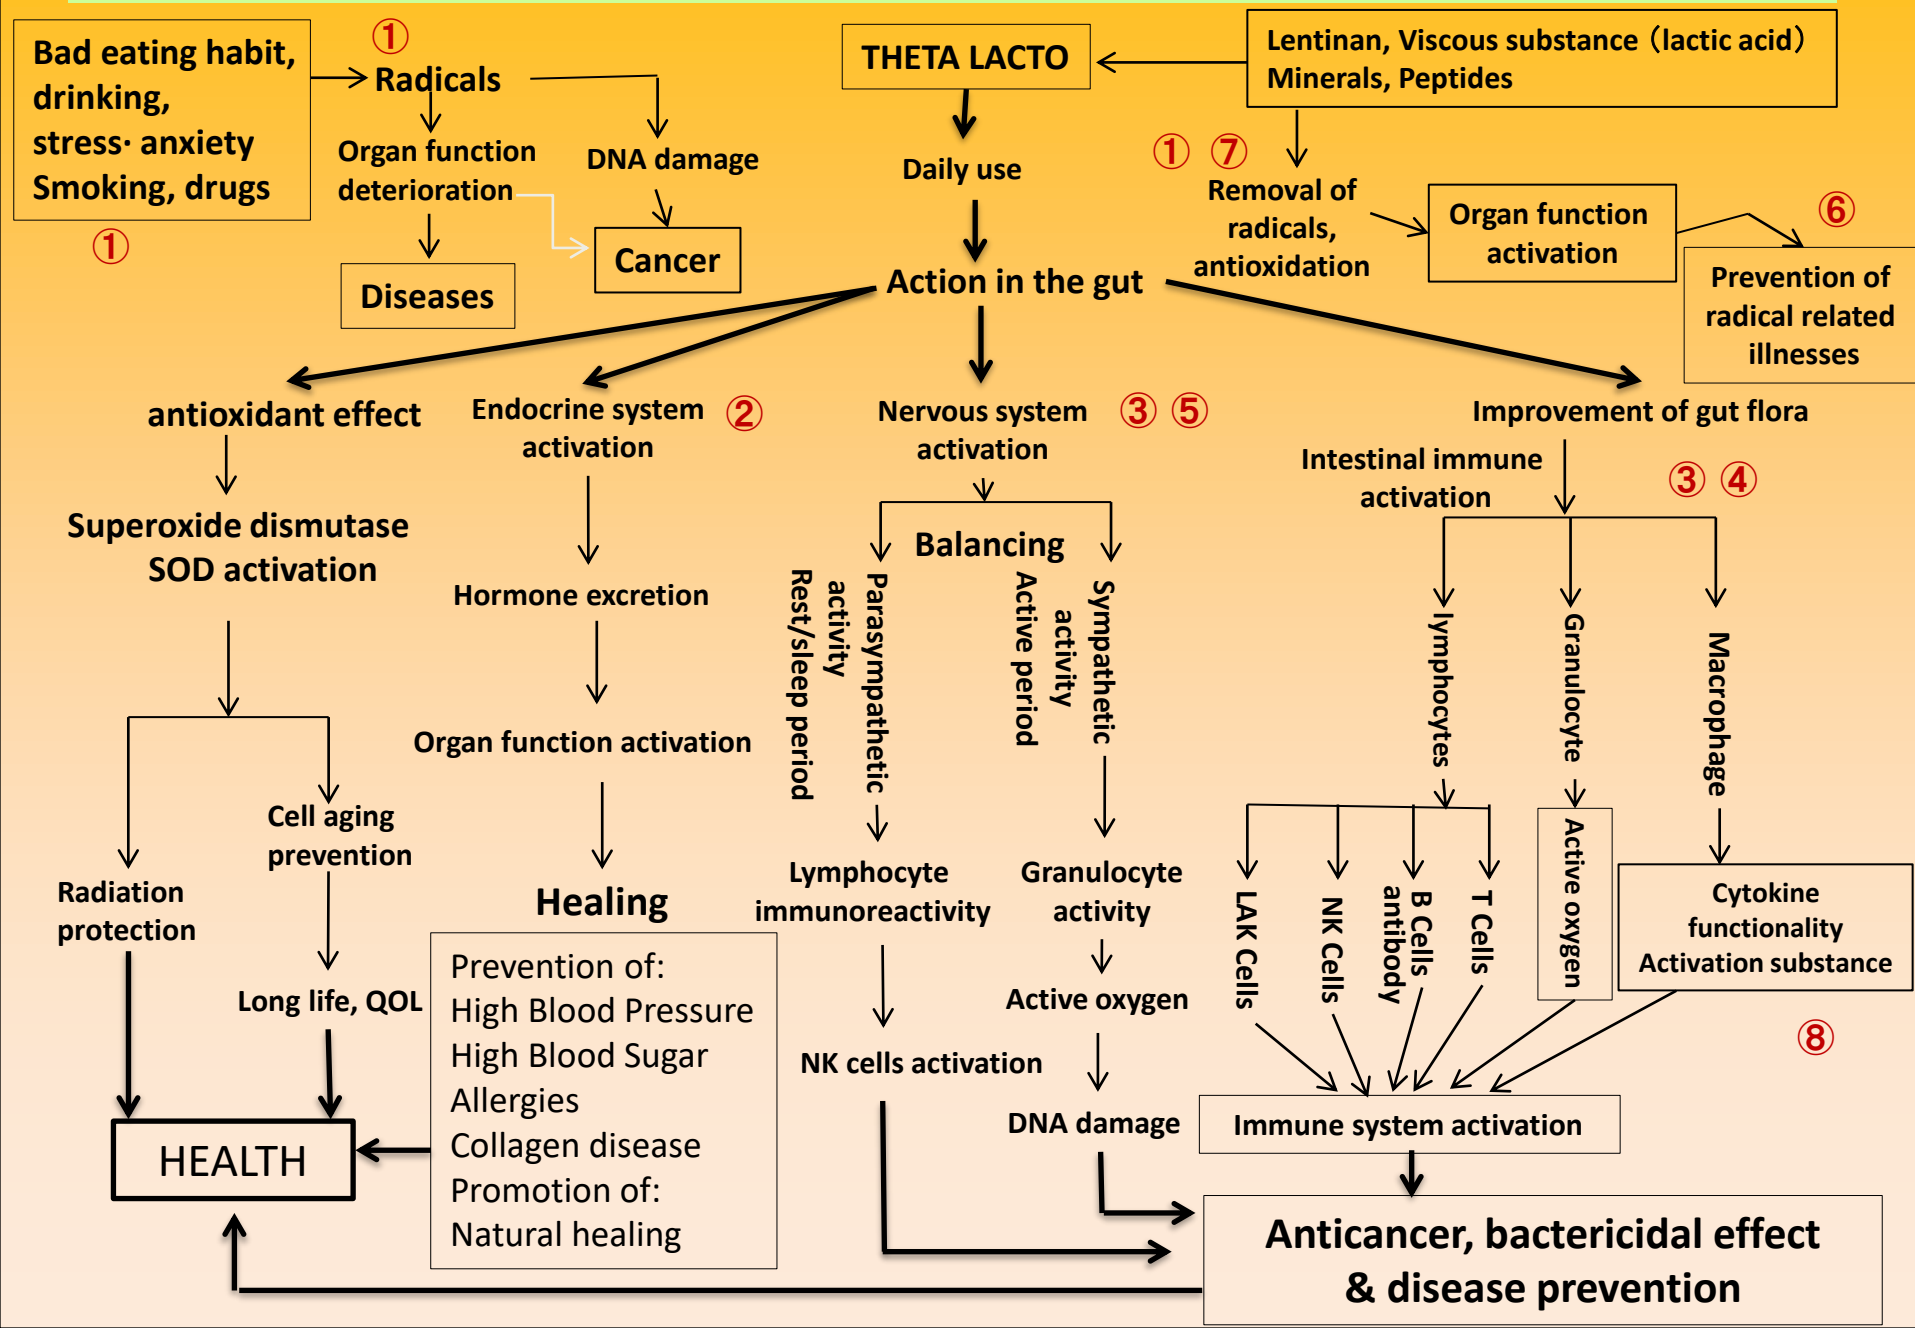 Bad eating habit,
drinking,
stress· anxiety
Smoking, drugs
①
①
Radicals
Organ function
deterioration
DNA damage
Diseases
Cancer
THETA LACTO
Daily use
Action in the gut
Lentinan, Viscous substance（lactic acid）
Minerals, Peptides
① ⑦
Removal of
radicals,
antioxidation
Organ function
activation
⑥
Prevention of
radical related
illnesses
antioxidant effect
Superoxide dismutase
SOD activation
Radiation
protection
Cell aging
prevention
Long life, QOL
HEALTH
Endocrine system
activation
②
Hormone excretion
Organ function activation
Healing
Prevention of:
High Blood Pressure
High Blood Sugar
Allergies
Collagen disease
Promotion of:
Natural healing
Nervous system
activation
③ ⑤
Balancing
Parasympathetic
activity
Rest/sleep period
Sympathetic
activity
Active period
Lymphocyte
immunoreactivity
NK cells activation
Granulocyte
activity
Active oxygen
DNA damage
Improvement of gut flora
Intestinal immune
activation
③ ④
lymphocytes
Granulocyte
Macrophage
LAK Cells
NK Cells
B Cells
antibody
T Cells
Active oxygen
Cytokine
functionality
Activation substance
⑧
Immune system activation
Anticancer, bactericidal effect
& disease prevention